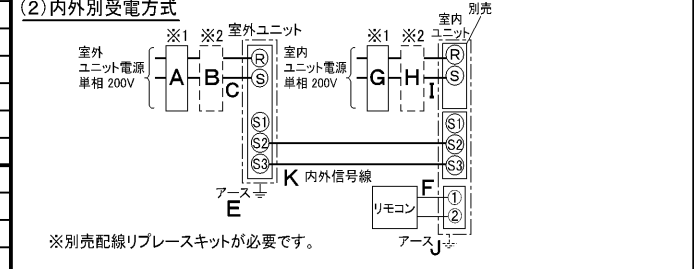 (2)内外別受電方式
※1 ※2 室外ユニット
室外
ユニット電源
単相 200V
A
B
C
R
S
S1
S2
S3
アース
E
※1 ※2
室内
ユニット電源
単相 200V
G
H
I
室内
ユニット
別売
R
S
S1
S2
S3
K 内外信号線
リモコン
F
1
2
アース
J
※別売配線リプレースキットが必要です。